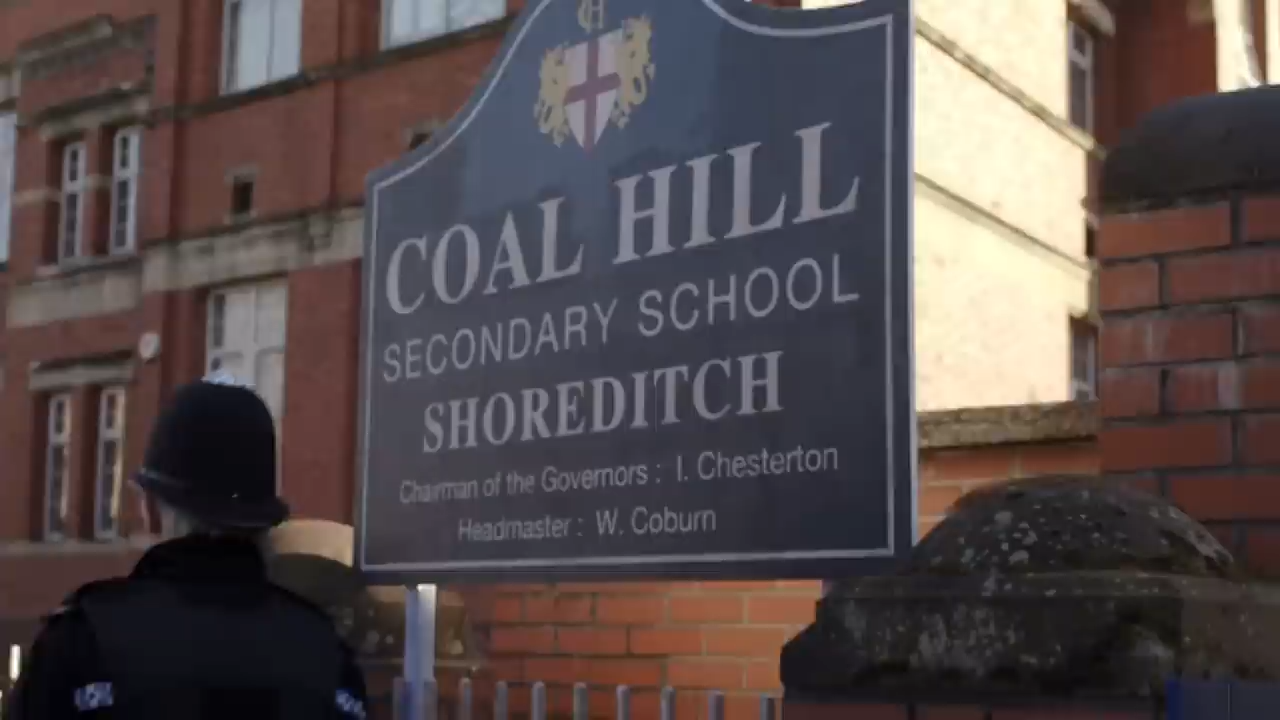 COAL HILL
SECONDARY SCHOOL
SHOREDITCH
Chairman of the Governors : I. Chesterton
Headmaster : W. Coburn